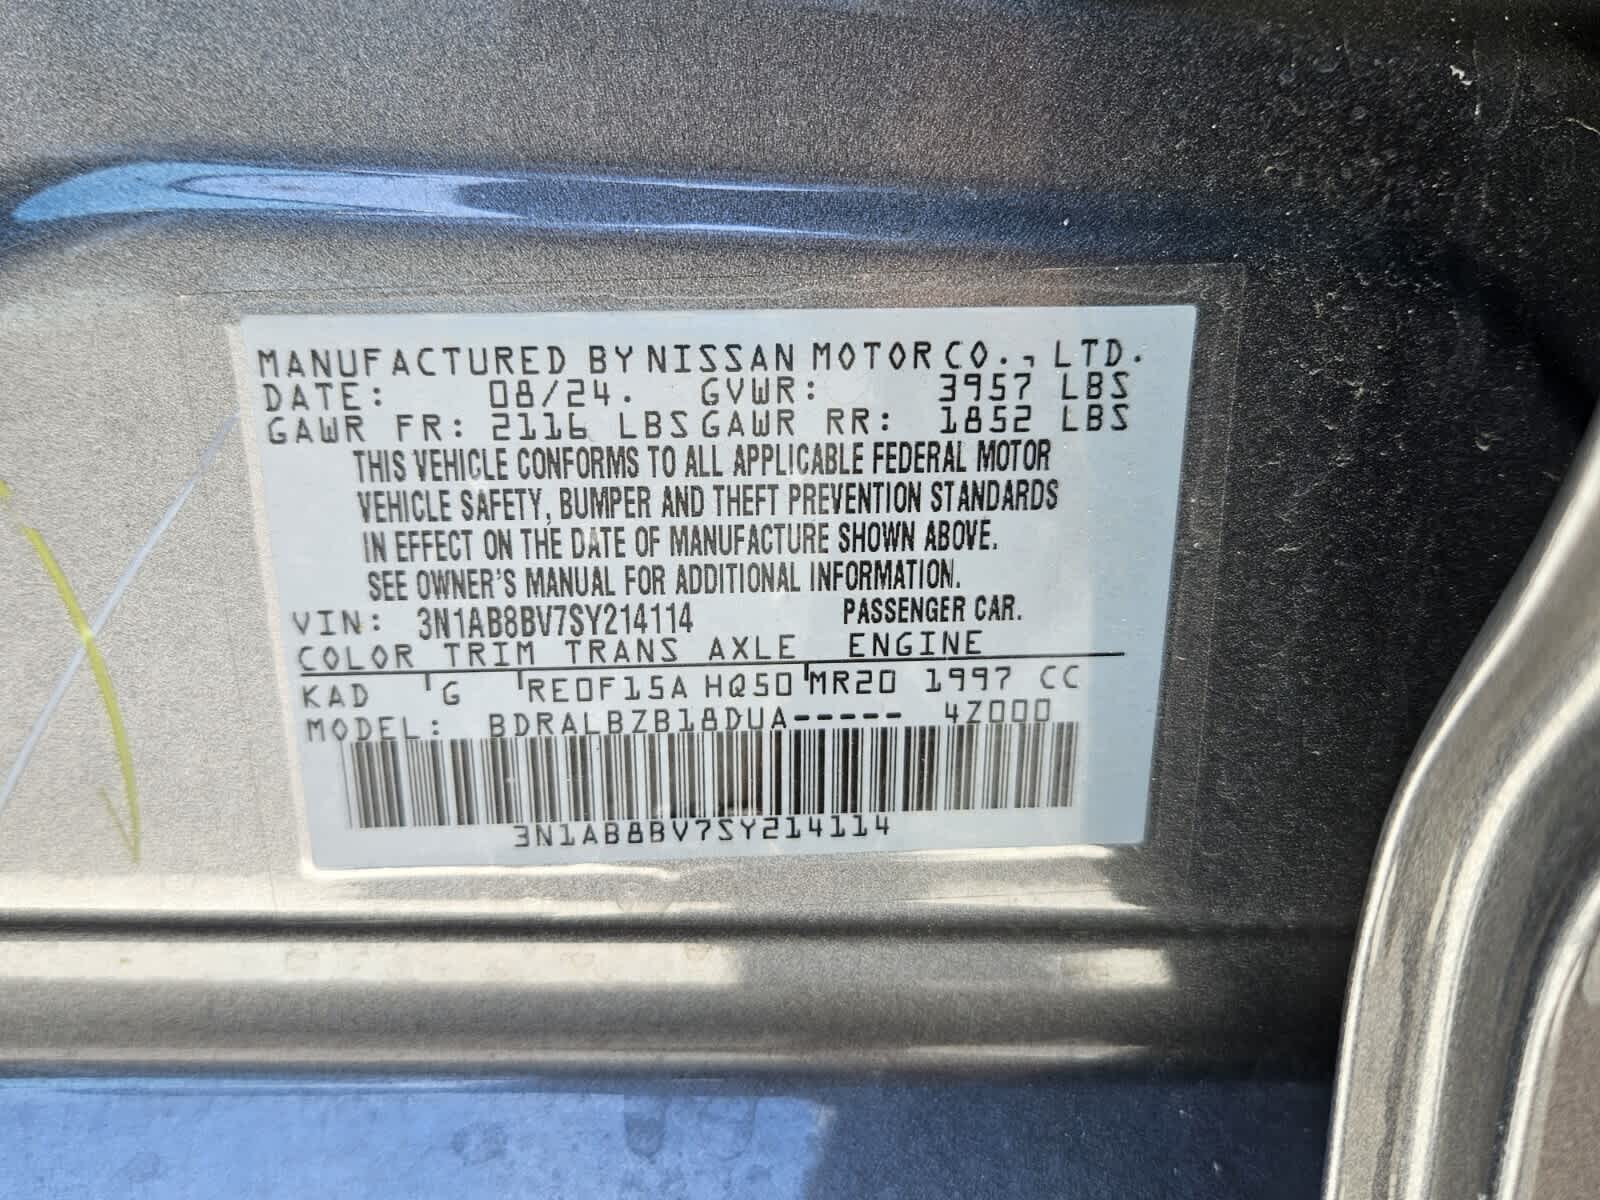 MANUFACTURED BY NISSAN MOTOR CO., LTD.
DATE: 08/24. GVWR: 3957 LBS
GAWR FR: 2116 LBS GAWR RR: 1852 LBS
THIS VEHICLE CONFORMS TO ALL APPLICABLE FEDERAL MOTOR
VEHICLE SAFETY, BUMPER AND THEFT PREVENTION STANDARDS
IN EFFECT ON THE DATE OF MANUFACTURE SHOWN ABOVE.
SEE OWNER'S MANUAL FOR ADDITIONAL INFORMATION.
VIN: 3N1AB8BV7SY214114 PASSENGER CAR.
COLOR TRIM TRANS AXLE ENGINE
KAD G RE0F15A HQ50 MR20 1997 CC
MODEL: BDRALBZB18DUA----- 4Z000
3N1AB8BV7SY214114